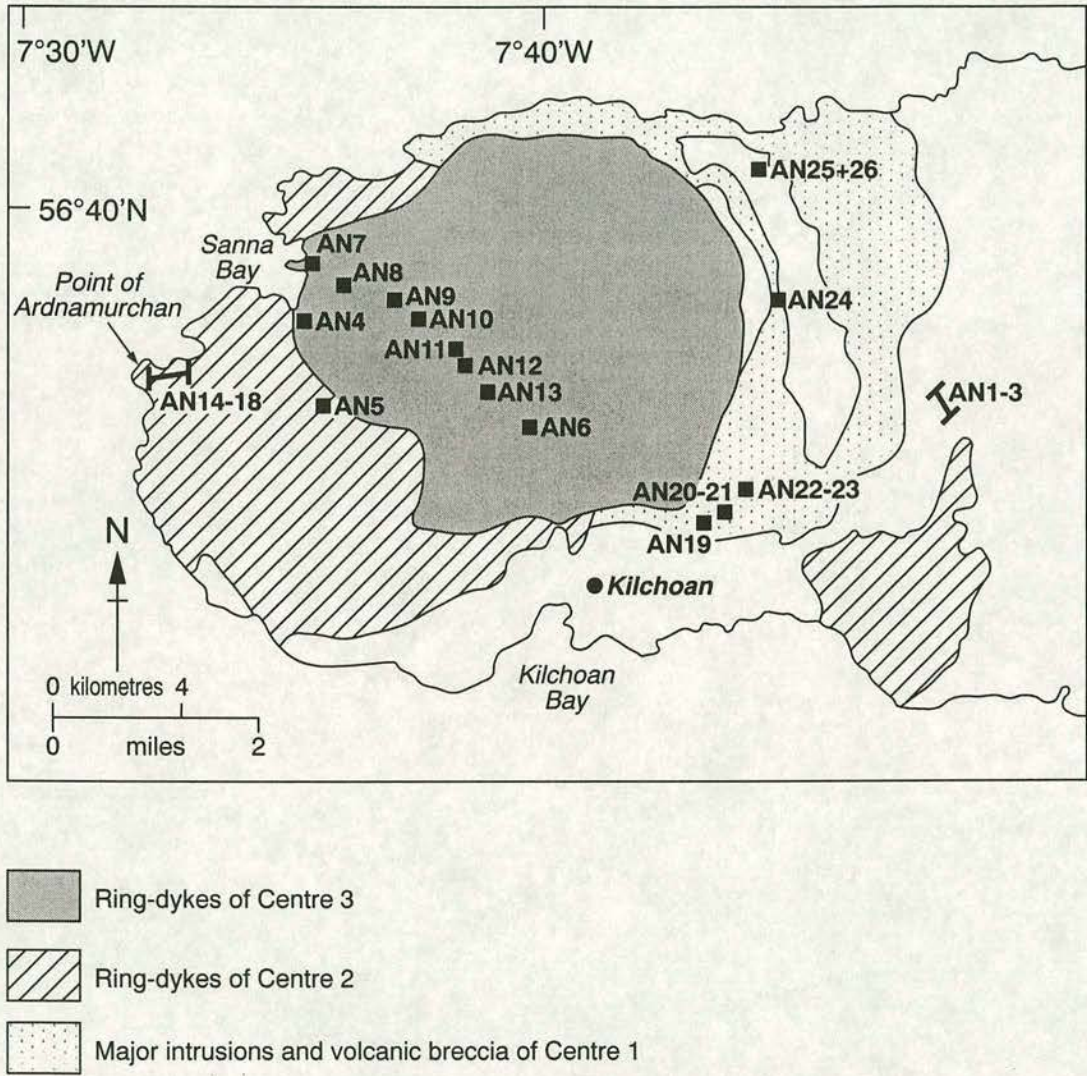 7°30'W
7°40'W
56°40'N
AN25+26
Sanna
Bay
AN7
AN8
Point of
Ardnamurchan
AN9
AN24
AN4
AN10
AN11
AN12
AN14-18
AN5
AN13
AN1-3
AN6
AN20-21
AN22-23
AN19
N
Kilchoan
Kilchoan
Bay
0 kilometres 4
0 miles 2
Ring-dykes of Centre 3
Ring-dykes of Centre 2
Major intrusions and volcanic breccia of Centre 1